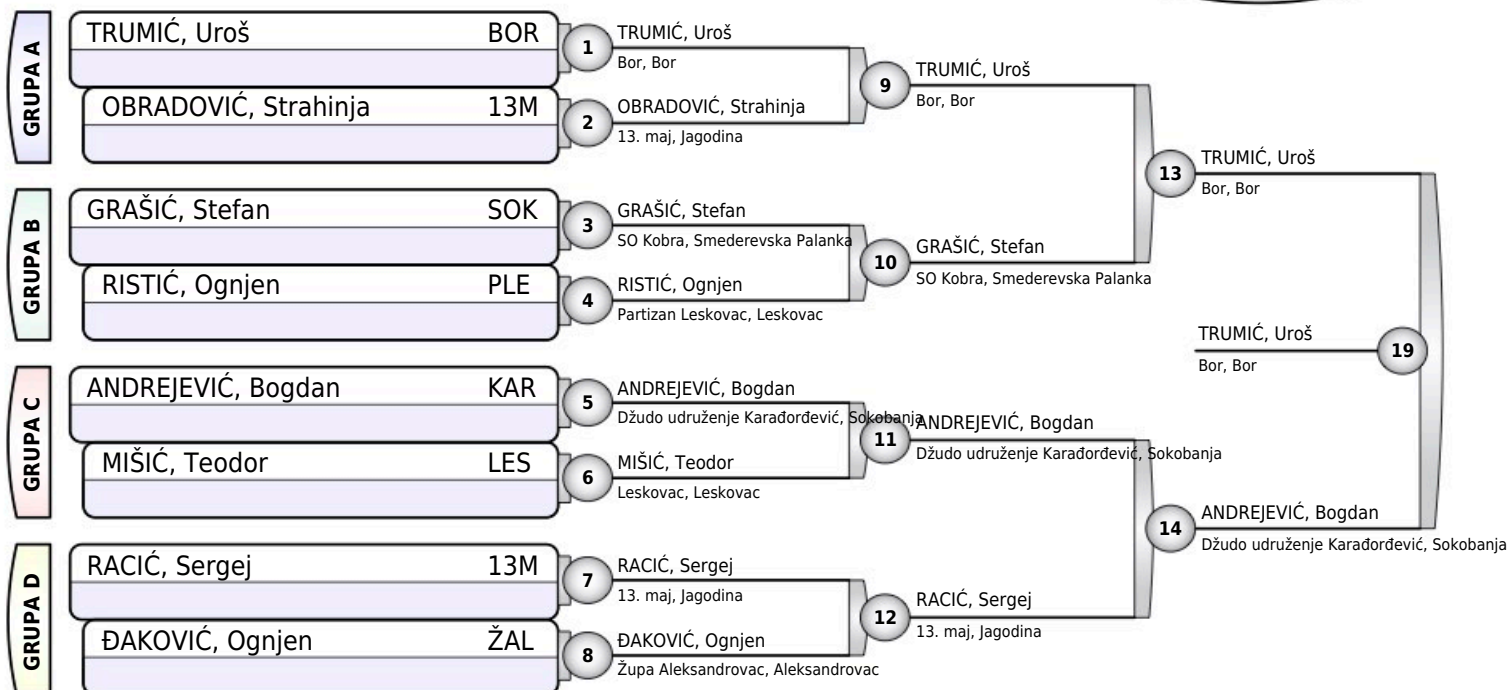 GRUPA A
TRUMIĆ, Uroš BOR
OBRADOVIĆ, Strahinja 13M
GRUPA B
GRAŠIĆ, Stefan SOK
RISTIĆ, Ognjen PLE
GRUPA C
ANDREJEVIĆ, Bogdan KAR
MIŠIĆ, Teodor LES
GRUPA D
RACIĆ, Sergej 13M
ĐAKOVIĆ, Ognjen ŽAL
1
TRUMIĆ, Uroš
Bor, Bor
2
OBRADOVIĆ, Strahinja
13. maj, Jagodina
3
GRAŠIĆ, Stefan
SO Kobra, Smederevska Palanka
4
RISTIĆ, Ognjen
Partizan Leskovac, Leskovac
5
ANDREJEVIĆ, Bogdan
Džudo udruženje Karađorđević, Sokobanja
6
MIŠIĆ, Teodor
Leskovac, Leskovac
7
RACIĆ, Sergej
13. maj, Jagodina
8
ĐAKOVIĆ, Ognjen
Župa Aleksandrovac, Aleksandrovac
9
TRUMIĆ, Uroš
Bor, Bor
10
GRAŠIĆ, Stefan
SO Kobra, Smederevska Palanka
11
ANDREJEVIĆ, Bogdan
Džudo udruženje Karađorđević, Sokobanja
12
RACIĆ, Sergej
13. maj, Jagodina
13
TRUMIĆ, Uroš
Bor, Bor
14
ANDREJEVIĆ, Bogdan
Džudo udruženje Karađorđević, Sokobanja
TRUMIĆ, Uroš
Bor, Bor
19